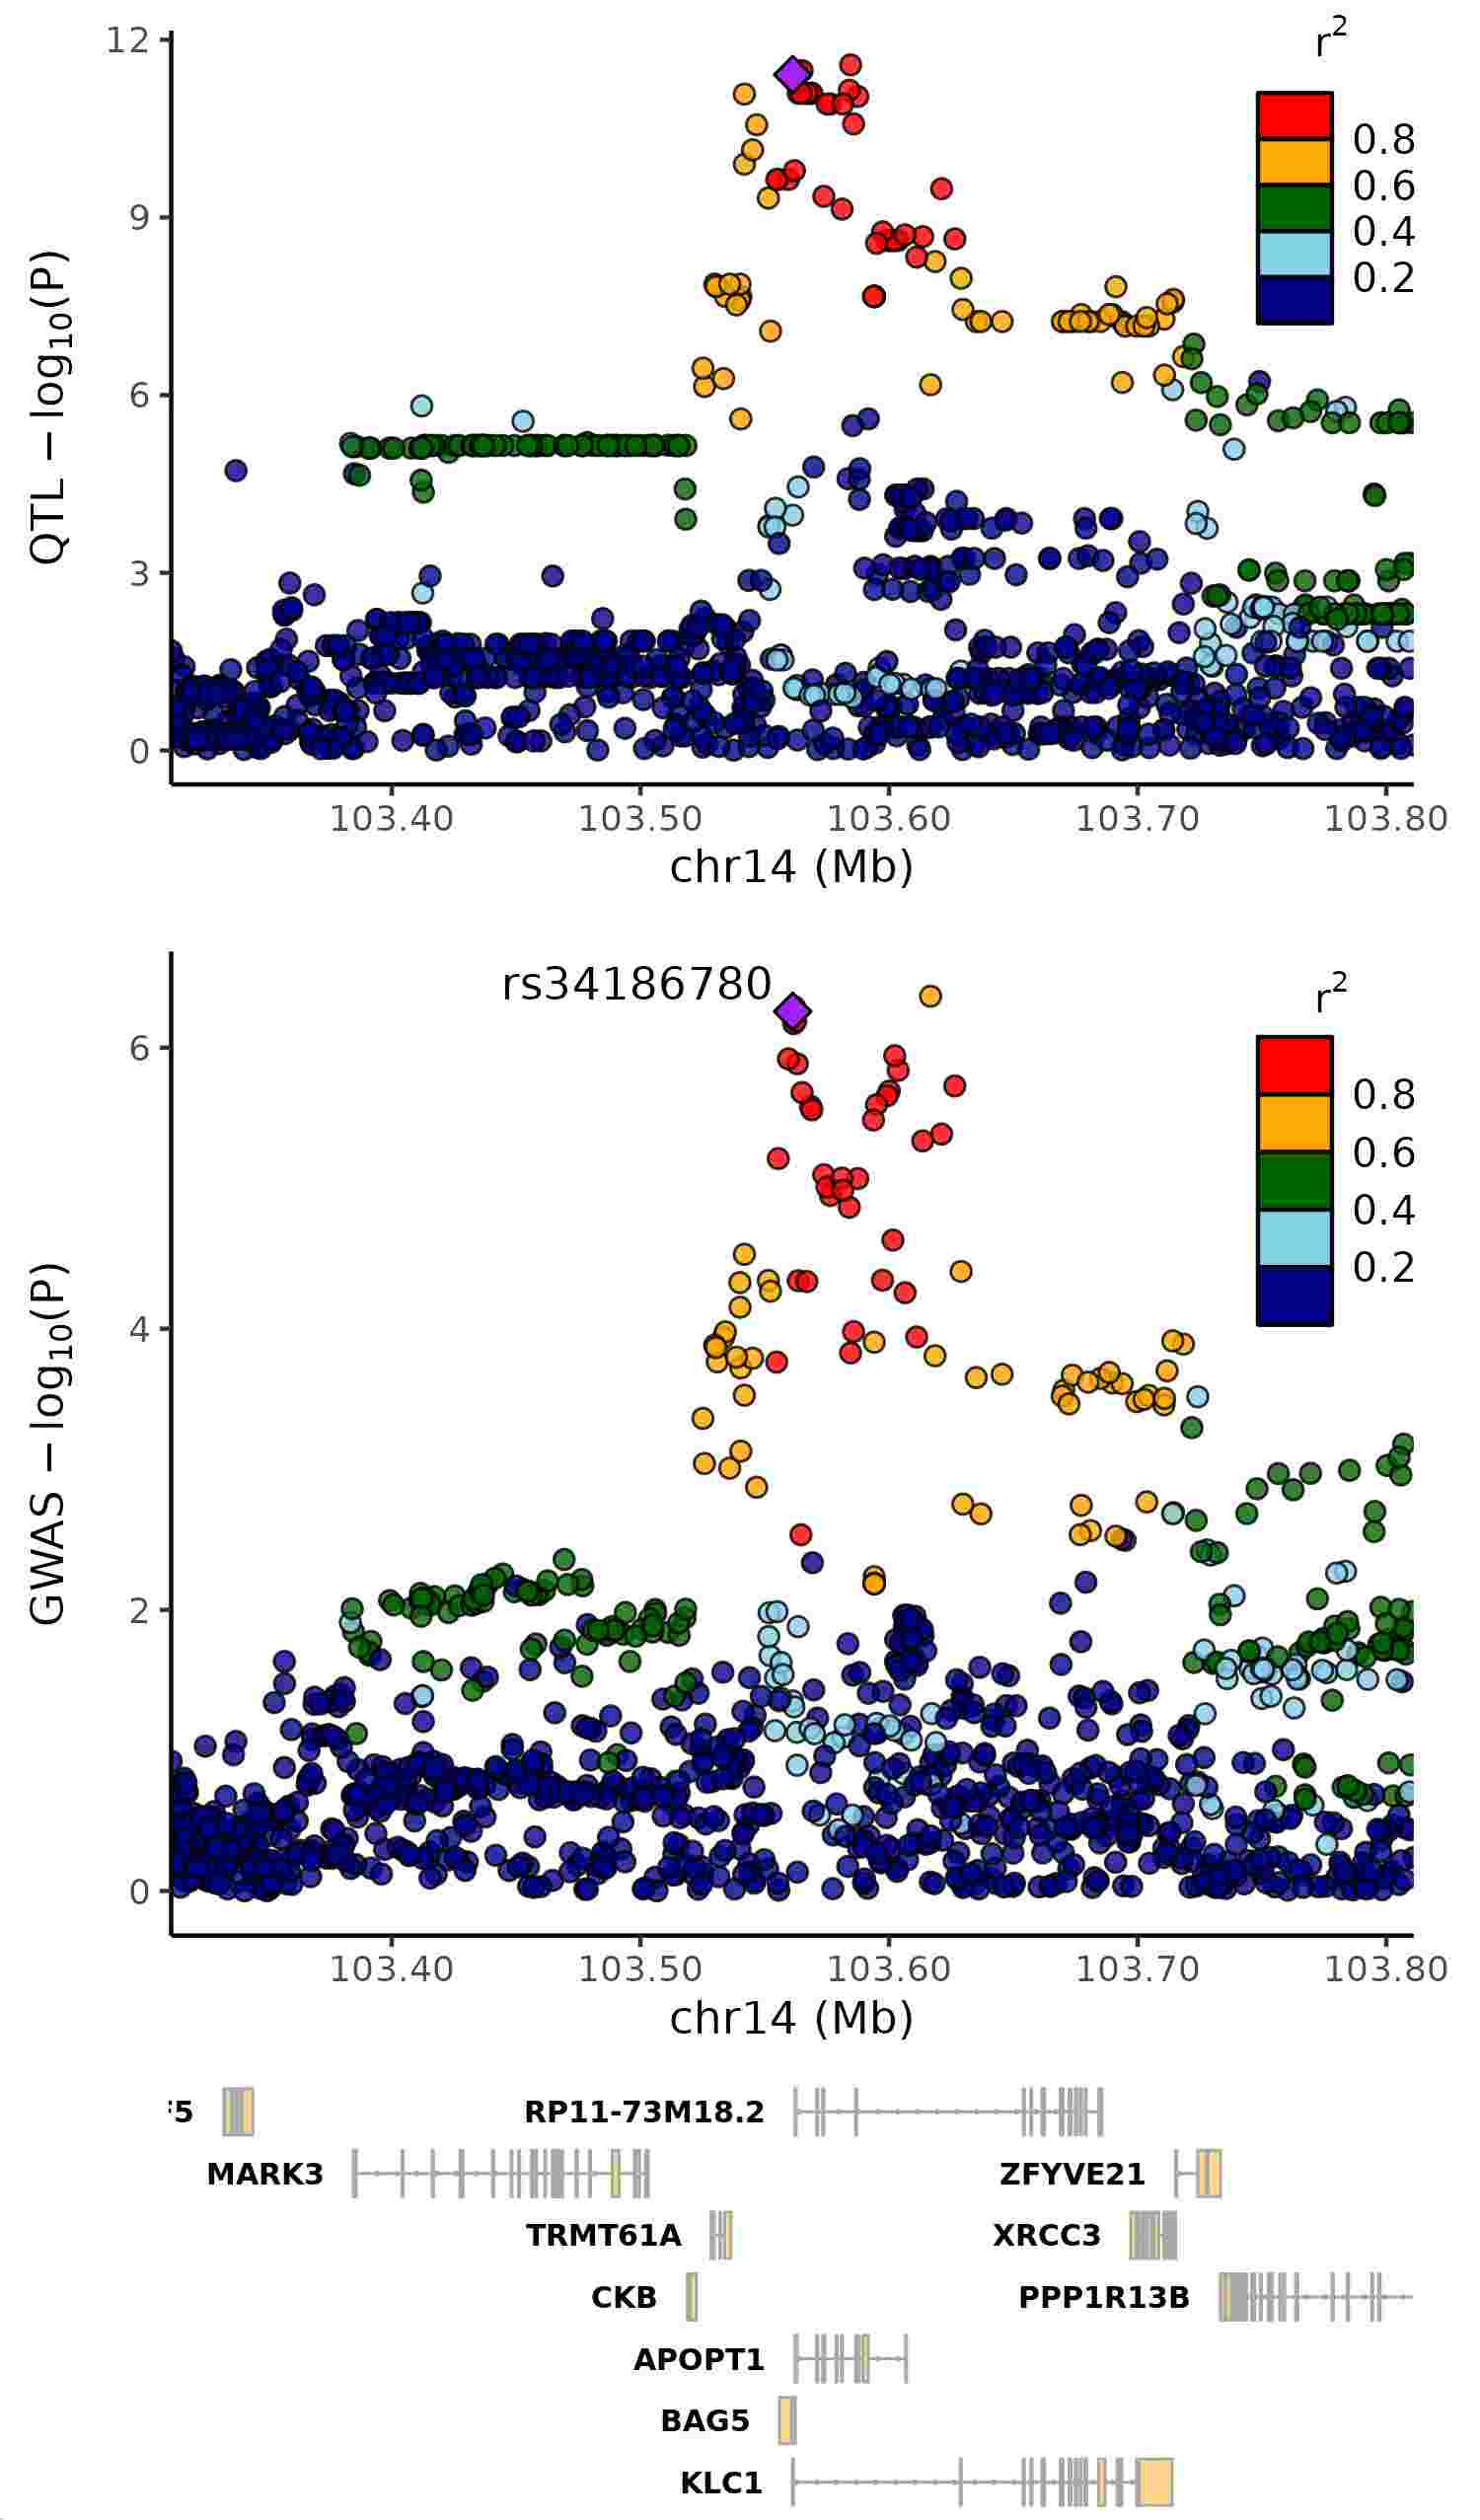 12
9
6
3
0
QTL − log₁₀(P)
r²
0.8
0.6
0.4
0.2
103.40 103.50 103.60 103.70 103.80
chr14 (Mb)
rs34186780
6
4
2
0
GWAS − log₁₀(P)
r²
0.8
0.6
0.4
0.2
103.40 103.50 103.60 103.70 103.80
chr14 (Mb)
5 RP11-73M18.2
MARK3 ZFYVE21
TRMT61A XRCC3
CKB PPP1R13B
APOPT1
BAG5
KLC1